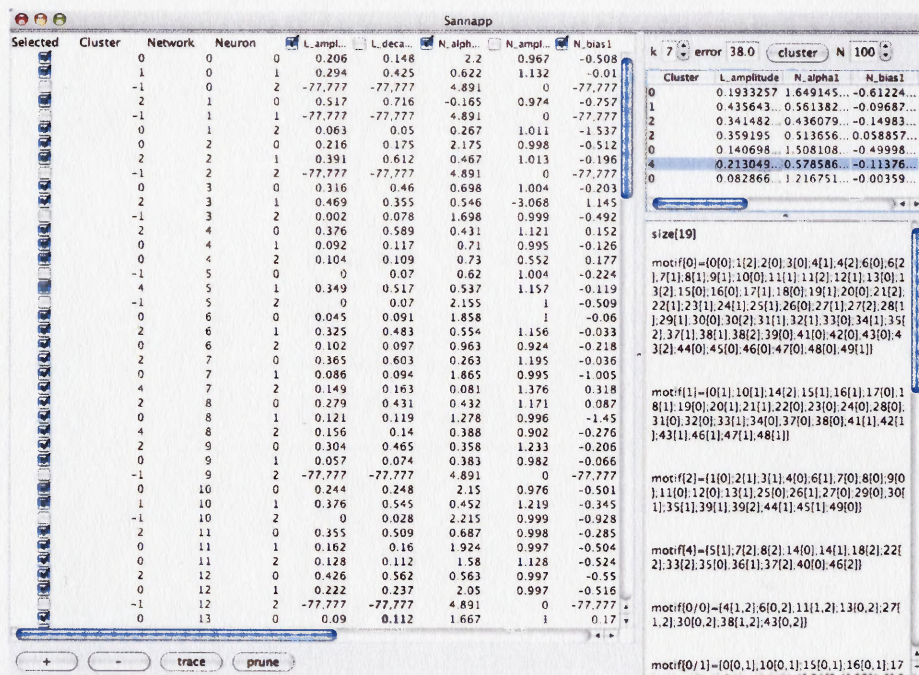 Sannapp
Selected Cluster Network Neuron L_ampl... L_deca... N_alph... N_ampl... N_bias1
0 0 0 0.206 0.148 2.2 0.967 -0.508
1 0 1 0.294 0.425 0.622 1.132 -0.01
-1 0 2 -77,777 -77,777 4.891 0 -77,777
2 1 0 0.517 0.716 -0.165 0.974 -0.757
-1 1 1 -77,777 -77,777 4.891 0 -77,777
0 1 2 0.063 0.05 0.267 1.011 -1 537
0 2 0 0.216 0.175 2.175 0.998 -0.512
2 2 1 0.391 0.612 0.467 1.013 -0.196
-1 2 2 -77,777 -77,777 4.891 0 -77,777
0 3 0 0.316 0.46 0.698 1.004 -0.203
2 3 1 0.469 0.355 0.546 -3.068 1.145
-1 3 2 0.002 0.078 1.698 0.999 -0.492
2 4 0 0.376 0.589 0.431 1.121 0.152
0 4 1 0.092 0.117 0.71 0.995 -0.126
0 4 2 0.104 0.109 0.73 0.552 0.177
-1 5 0 0 0.07 0.62 1.004 -0.224
4 5 1 0.349 0.517 0.537 1.157 -0.119
-1 5 2 0 0.07 2.155 1 -0.509
0 6 0 0.045 0.091 1.858 1 -0.06
2 6 1 0.325 0.483 0.554 1.156 -0.033
0 6 2 0.102 0.097 0.963 0.924 -0.218
2 7 0 0.365 0.603 0.263 1.195 -0.036
0 7 1 0.086 0.094 1.865 0.995 -1.005
4 7 2 0.149 0.163 0.081 1.376 0.318
2 8 0 0.279 0.431 0.432 1.171 0.087
0 8 1 0.121 0.119 1.278 0.996 -1.45
4 8 2 0.156 0.14 0.388 0.902 -0.276
2 9 0 0.304 0.465 0.358 1.233 -0.206
0 9 1 0.057 0.074 0.383 0.982 -0.066
-1 9 2 -77,777 -77,777 4.891 0 -77,777
0 10 0 0.244 0.248 2.15 0.976 -0.501
1 10 1 0.376 0.545 0.452 1.219 -0.345
-1 10 2 0 0.028 2.215 0.999 -0.928
2 11 0 0.355 0.509 0.687 0.998 -0.285
0 11 1 0.162 0.16 1.924 0.997 -0.504
0 11 2 0.128 0.112 1.58 1.128 -0.524
2 12 0 0.426 0.562 0.563 0.997 -0.55
0 12 1 0.222 0.237 2.05 0.997 -0.516
-1 12 2 -77,777 -77,777 4.891 0 -77,777
0 13 0 0.09 0.112 1.667 1 0.17
+ - trace prune
k 7 error 38.0 cluster N 100
Cluster L_amplitude N_alpha1 N_bias1
0 0.1933257 1.649145... -0.61224...
1 0.435643... 0.561382... -0.09687...
2 0.341482... 0.436079... -0.14983...
2 0.359195 0.513656... 0.058857...
0 0.140698... 1.508108... -0.49998...
4 0.213049... 0.578586... -0.11376...
0 0.082866... 1.216751... -0.00359...
size[19]
motif[0]={0[0];1[2];2[0];3[0];4[1];4[2];6[0];6[2
];7[1];8[1];9[1];10[0];11[1];11[2];12[1];13[0];1
3[2];15[0];16[0];17[1];18[0];19[1];20[0];21[2];
22[1];23[1];24[1];25[1];26[0];27[1];27[2];28[1
];29[1];30[0];30[2];31[1];32[1];33[0];34[1];35[
2];37[1];38[1];38[2];39[0];41[0];42[0];43[0];4
3[2];44[0];45[0];46[0];47[0];48[0];49[1]}
motif[1]={0[1];10[1];14[2];15[1];16[1];17[0];1
8[1];19[0];20[1];21[1];22[0];23[0];24[0];28[0];
31[0];32[0];33[1];34[0];37[0];38[0];41[1];42[1
];43[1];46[1];47[1];48[1]}
motif[2]={1[0];2[1];3[1];4[0];6[1];7[0];8[0];9[0
];11[0];12[0];13[1];25[0];26[1];27[0];29[0];30[
1];35[1];39[1];39[2];44[1];45[1];49[0]}
motif[4]={5[1];7[2];8[2];14[0];14[1];18[2];22[
2];33[2];35[0];36[1];37[2];40[0];46[2]}
motif[0/0]={4[1,2];6[0,2];11[1,2];13[0,2];27[
1,2];30[0,2];38[1,2];43[0,2]}
motif[0/1]={0[0,1];10[0,1];15[0,1];16[0,1];17